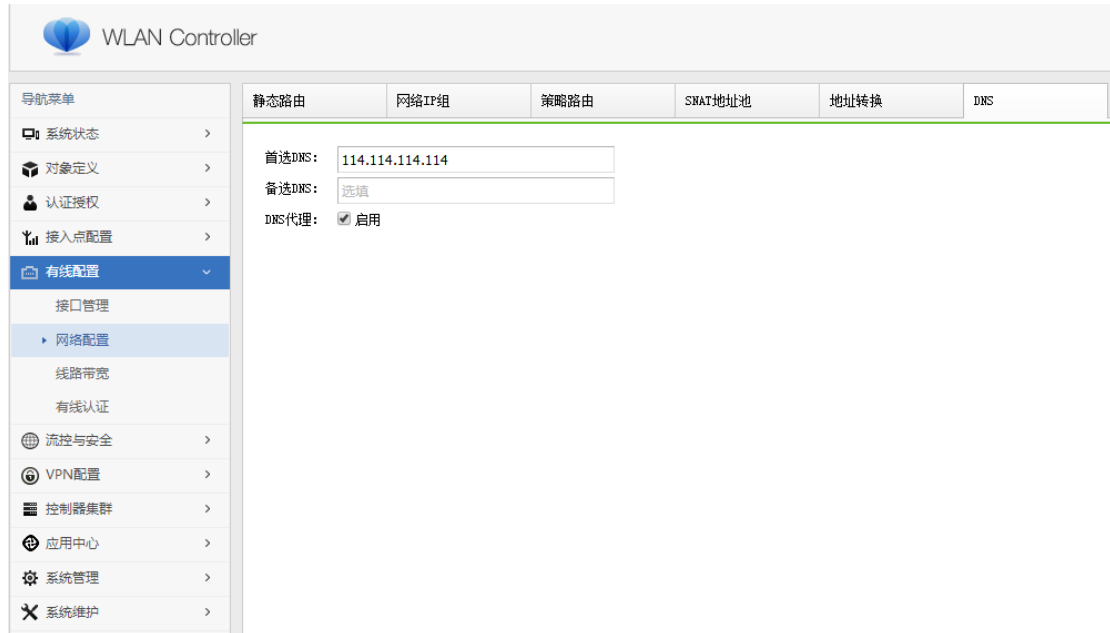 WLAN Controller
导航菜单
静态路由 网络IP组 策略路由 SNAT地址池 地址转换 DNS
系统状态
对象定义
认证授权
接入点配置
有线配置
接口管理
网络配置
线路带宽
有线认证
流控与安全
VPN配置
控制器集群
应用中心
系统管理
系统维护
首选DNS: 114.114.114.114
备选DNS: 选填
DNS代理: 启用